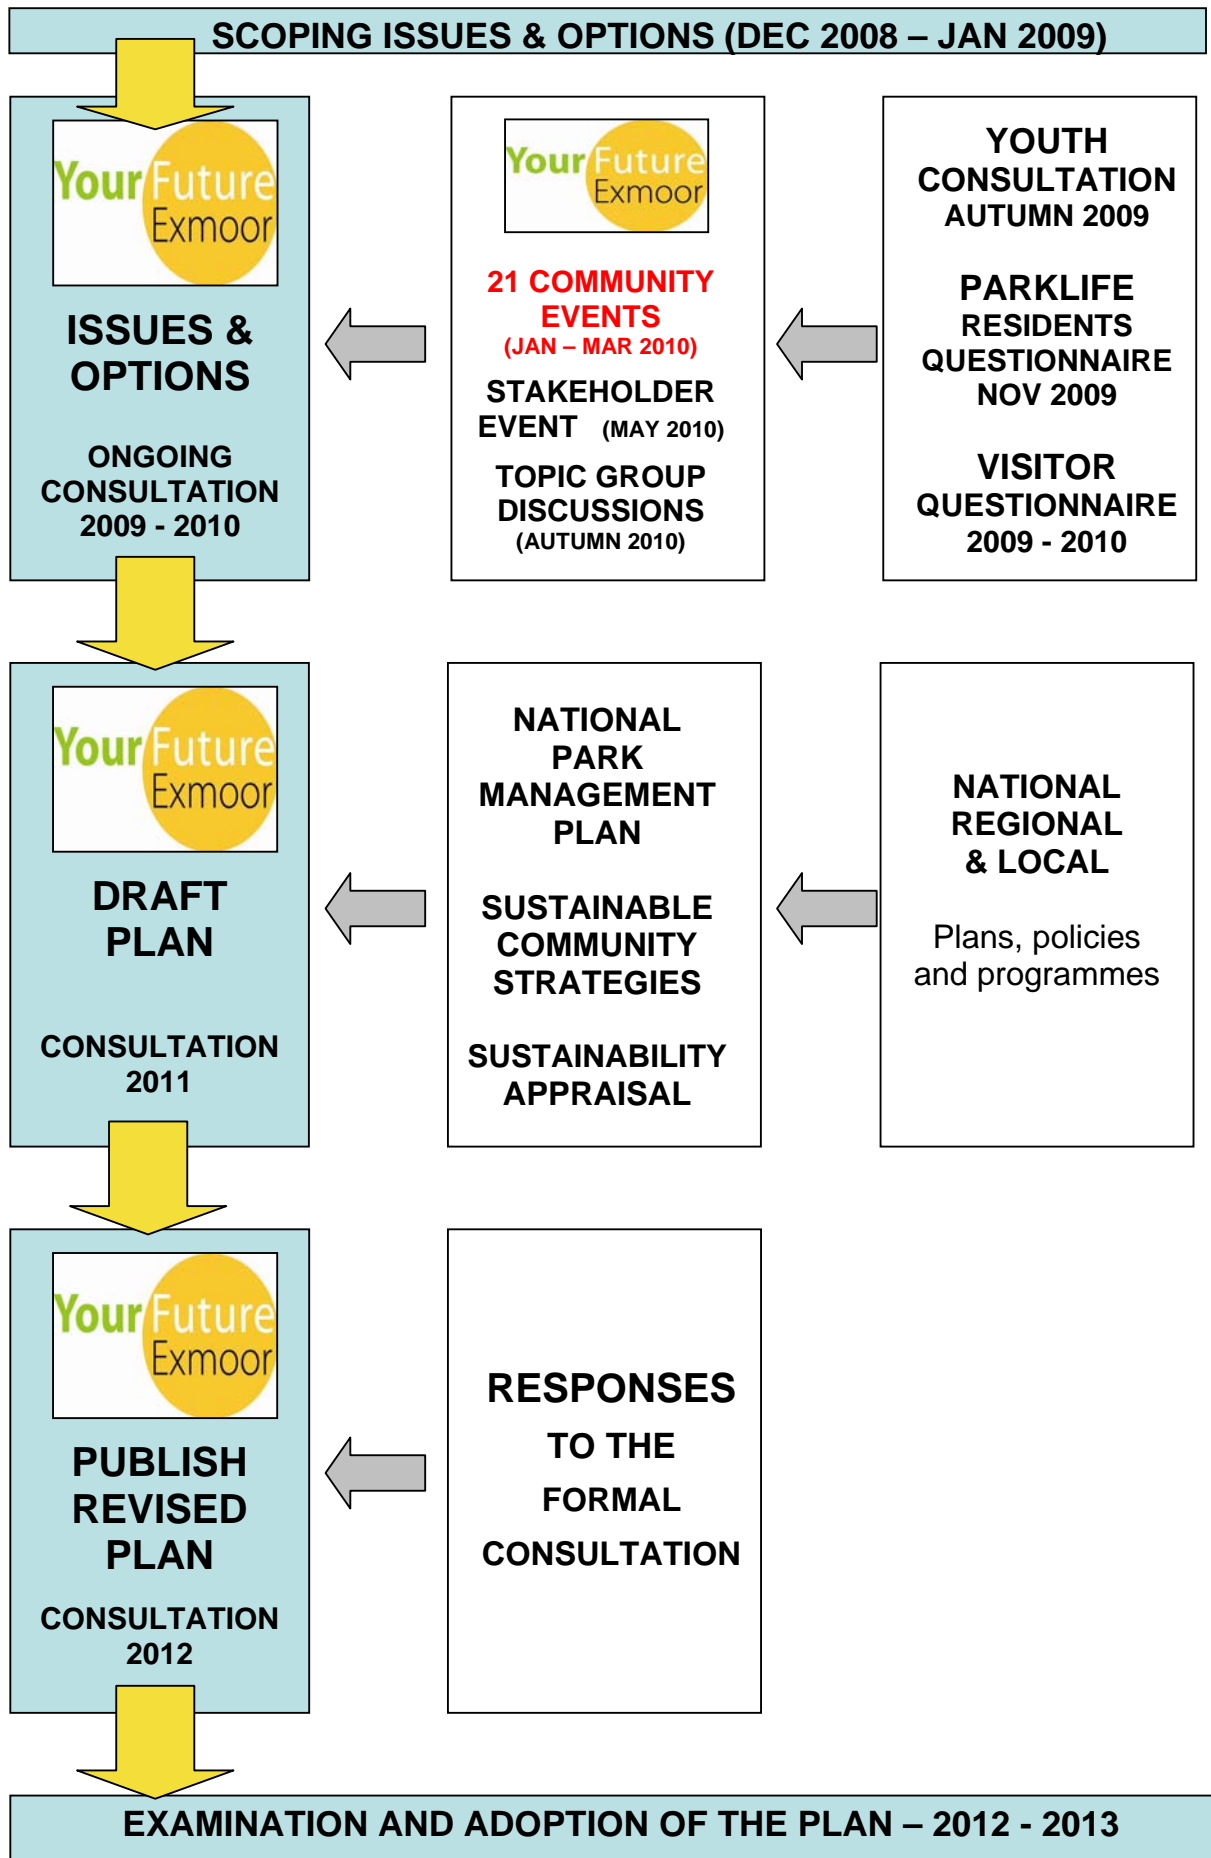 SCOPING ISSUES & OPTIONS (DEC 2008 – JAN 2009)
Your Future
Exmoor
ISSUES &
OPTIONS
ONGOING
CONSULTATION
2009 - 2010
Your Future
Exmoor
21 COMMUNITY
EVENTS
(JAN – MAR 2010)
STAKEHOLDER
EVENT (MAY 2010)
TOPIC GROUP
DISCUSSIONS
(AUTUMN 2010)
YOUTH
CONSULTATION
AUTUMN 2009
PARKLIFE
RESIDENTS
QUESTIONNAIRE
NOV 2009
VISITOR
QUESTIONNAIRE
2009 - 2010
Your Future
Exmoor
DRAFT
PLAN
CONSULTATION
2011
NATIONAL
PARK
MANAGEMENT
PLAN
SUSTAINABLE
COMMUNITY
STRATEGIES
SUSTAINABILITY
APPRAISAL
NATIONAL
REGIONAL
& LOCAL
Plans, policies
and programmes
Your Future
Exmoor
PUBLISH
REVISED
PLAN
CONSULTATION
2012
RESPONSES
TO THE
FORMAL
CONSULTATION
EXAMINATION AND ADOPTION OF THE PLAN – 2012 - 2013